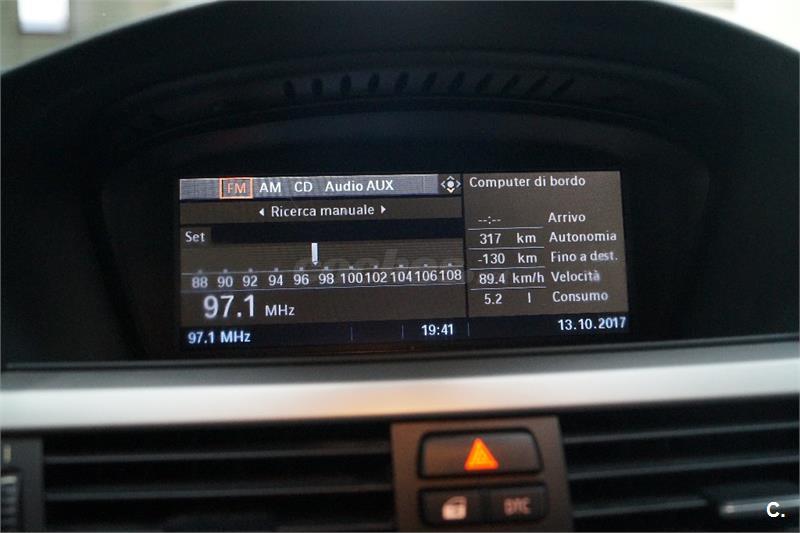 FM AM CD Audio AUX
Ricerca manuale
Set
88 90 92 94 96 98 100 102 104 106 108
97.1 MHz
97.1 MHz 19:41 13.10.2017
Computer di bordo
--:-- Arrivo
317 km Autonomia
-130 km Fino a dest.
89.4 km/h Velocità
5.2 l Consumo
DTC
C.